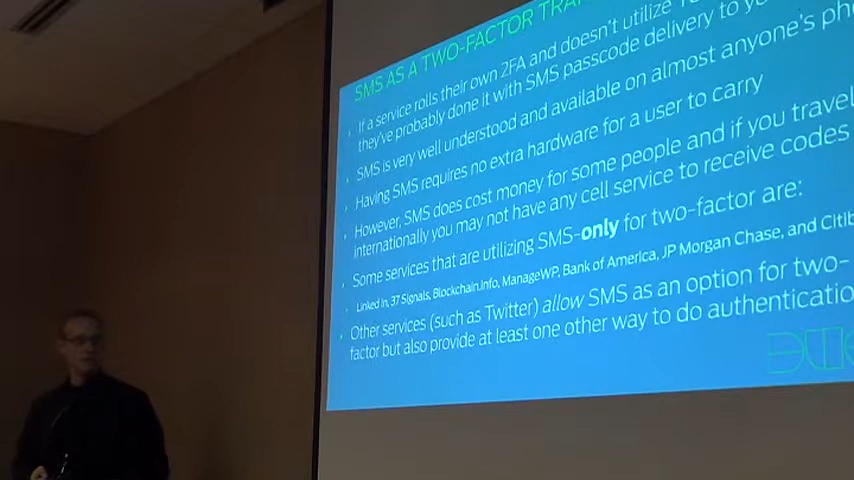 SMS AS A TWO-FACTOR
If a service rolls their own 2FA and doesn't utilize
they've probably done it with SMS passcode delivery to
SMS is very well understood and available on almost anyone's
Having SMS requires no extra hardware for a user to carry
However, SMS does cost money for some people and if you travel
internationally you may not have any cell service to receive codes
Some services that are utilizing SMS-only for two-factor are:
Linked In, 37 Signals, Blockchain.Info, ManageWP, Bank of America, JP Morgan Chase, and
Other services (such as Twitter) allow SMS as an option for two-
factor but also provide at least one other way to do